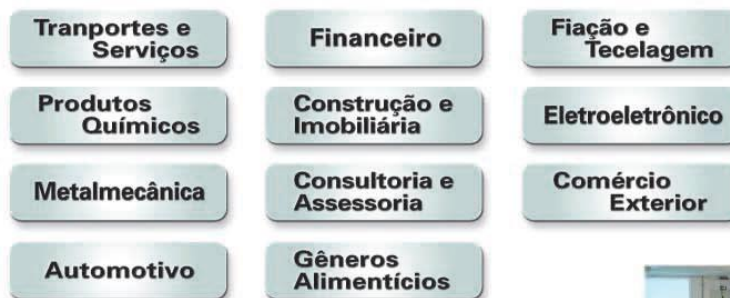 Tranportes e
Serviços
Financeiro
Fiação e
Tecelagem
Produtos
Químicos
Construção e
Imobiliária
Eletroeletrônico
Metalmecânica
Consultoria e
Assessoria
Comércio
Exterior
Automotivo
Gêneros
Alimentícios